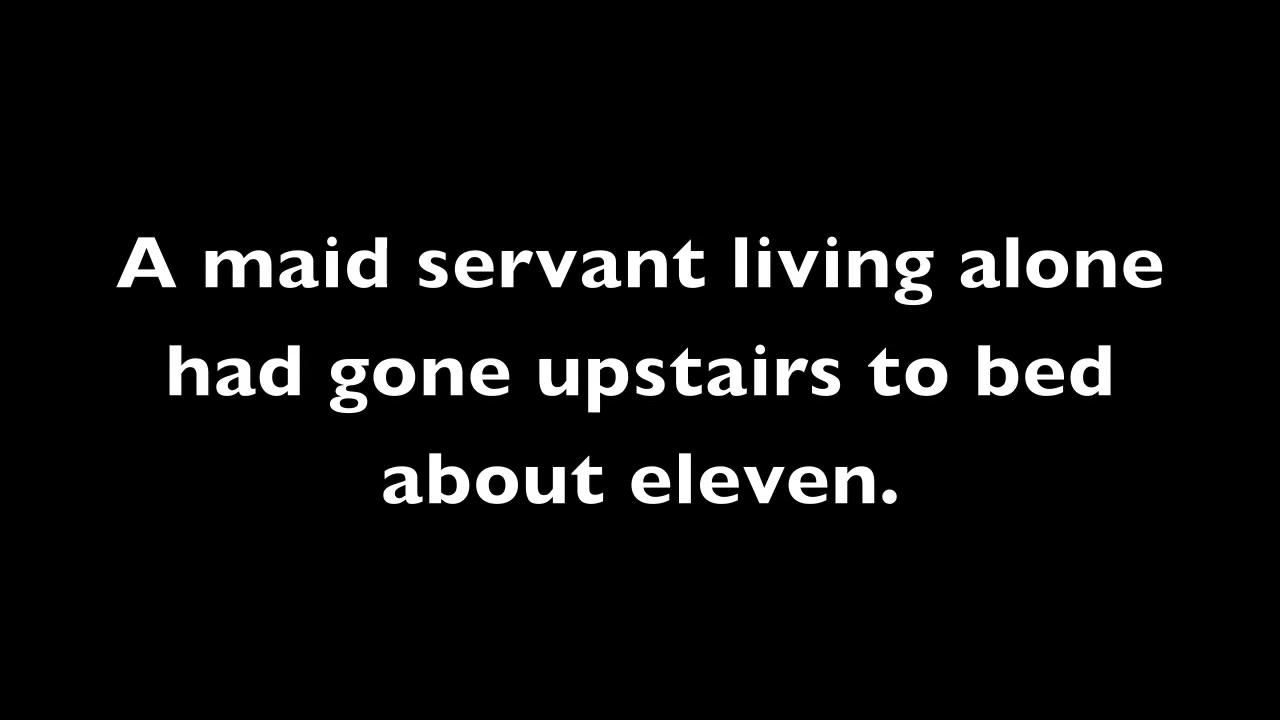 A maid servant living alone
had gone upstairs to bed
about eleven.